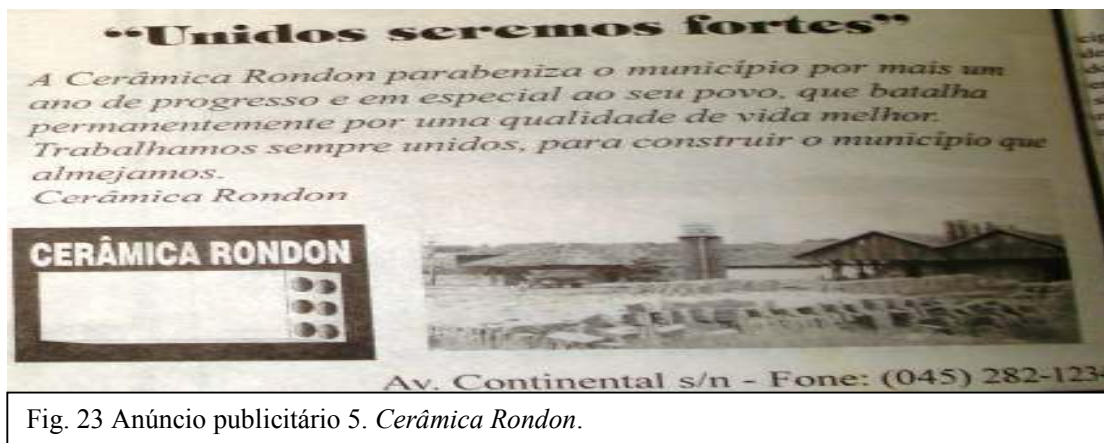 “Unidos seremos fortes”
A Cerâmica Rondon parabeniza o município por mais um
ano de progresso e em especial ao seu povo, que batalha
permanentemente por uma qualidade de vida melhor.
Trabalhamos sempre unidos, para construir o município que
almejamos.
Cerâmica Rondon
CERÂMICA RONDON
Av. Continental s/n - Fone: (045) 282-123
Fig. 23 Anúncio publicitário 5. Cerâmica Rondon.